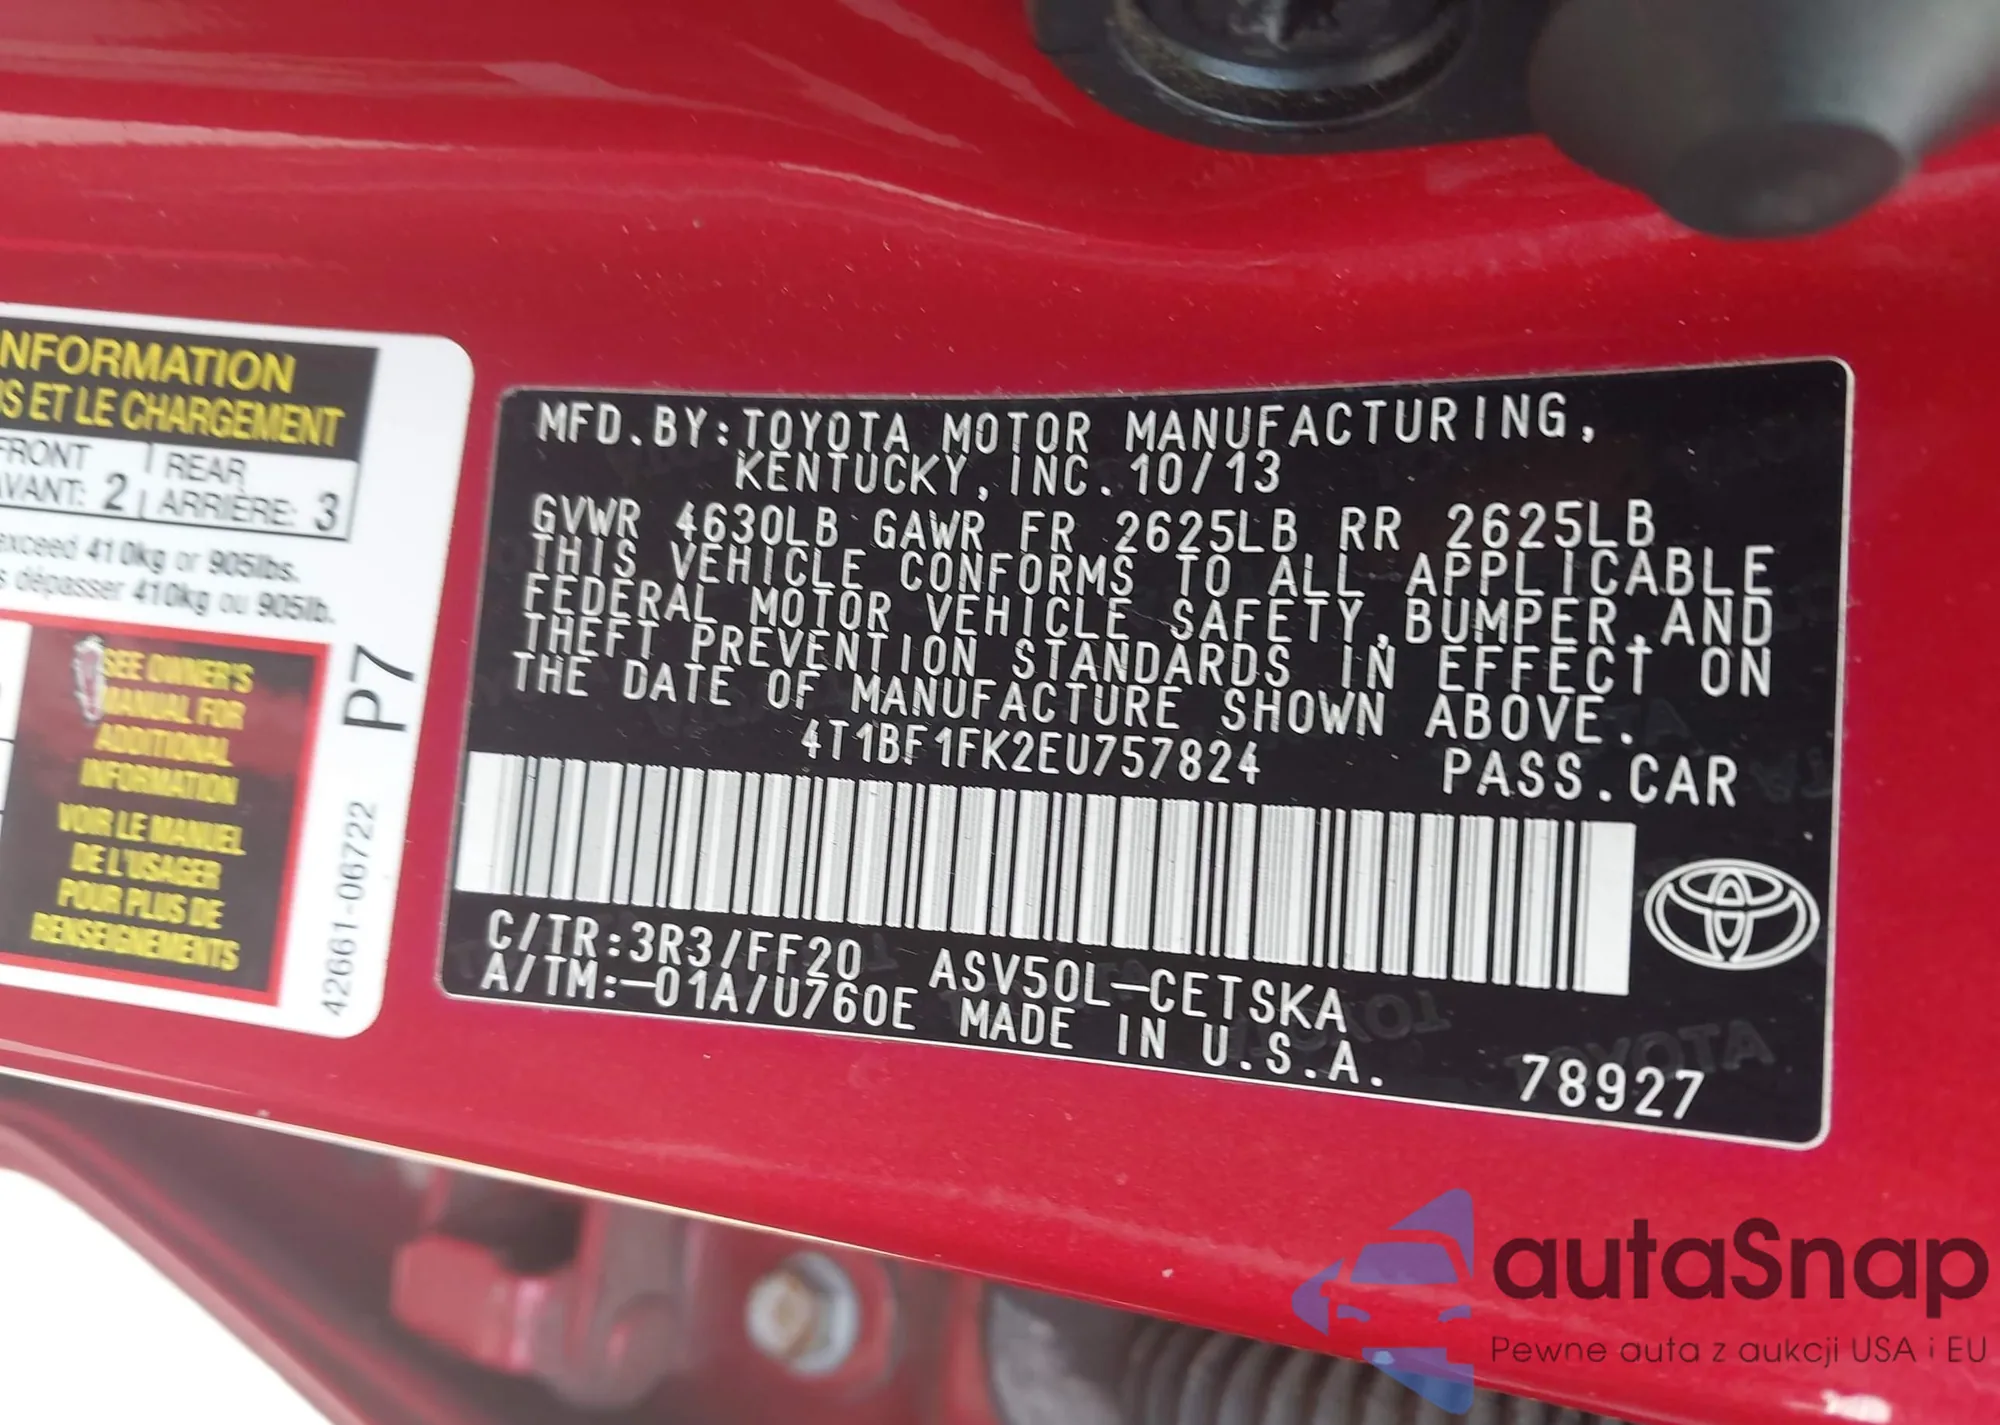 NFORMATION
S ET LE CHARGEMENT
FRONT
AVANT: 2
REAR
ARRIÈRE: 3
exceed 410kg or 905lbs.
s dépasser 410kg ou 905lb.
SEE OWNER'S
MANUAL FOR
ADDITIONAL
INFORMATION
VOIR LE MANUEL
DE L'USAGER
POUR PLUS DE
RENSEIGNEMENTS
P7
42661-06722
MFD.BY:TOYOTA MOTOR MANUFACTURING,
KENTUCKY,INC.10/13
GVWR 4630LB GAWR FR 2625LB RR 2625LB
THIS VEHICLE CONFORMS TO ALL APPLICABLE
FEDERAL MOTOR VEHICLE SAFETY,BUMPER,AND
THEFT PREVENTION STANDARDS IN EFFECT ON
THE DATE OF MANUFACTURE SHOWN ABOVE.
4T1BF1FK2EU757824
PASS.CAR
C/TR:3R3/FF20 ASV50L-CETSKA
A/TM:-01A/U760E MADE IN U.S.A.
78927
autaSnap
Pewne auta z aukcji USA i EU